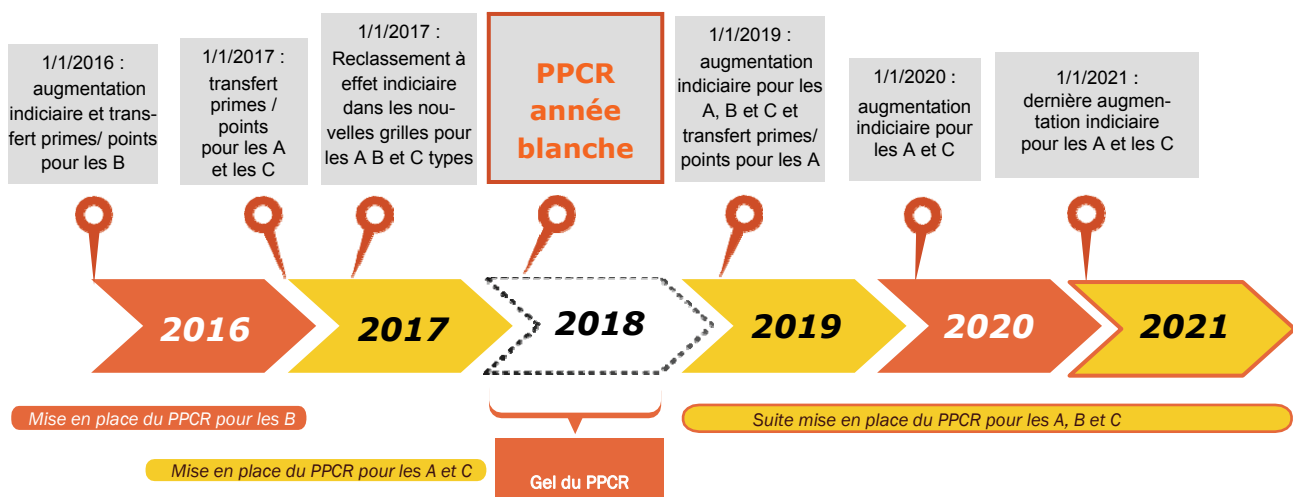 1/1/2016 :
augmentation
indiciaire et trans-
fert primes/ points
pour les B
1/1/2017 :
transfert
primes /
points
pour les A
et les C
1/1/2017 :
Reclassement à
effet indiciaire
dans les nou-
velles grilles pour
les A B et C types
PPCR
année
blanche
1/1/2019 :
augmentation
indiciaire pour les
A, B et C et
transfert primes/
points pour les A
1/1/2020 :
augmentation
indiciaire pour
les A et C
1/1/2021 :
dernière augmen-
tation indiciaire
pour les A et les C
2016
2017
2018
2019
2020
2021
Mise en place du PPCR pour les B
Suite mise en place du PPCR pour les A, B et C
Mise en place du PPCR pour les A et C
Gel du PPCR